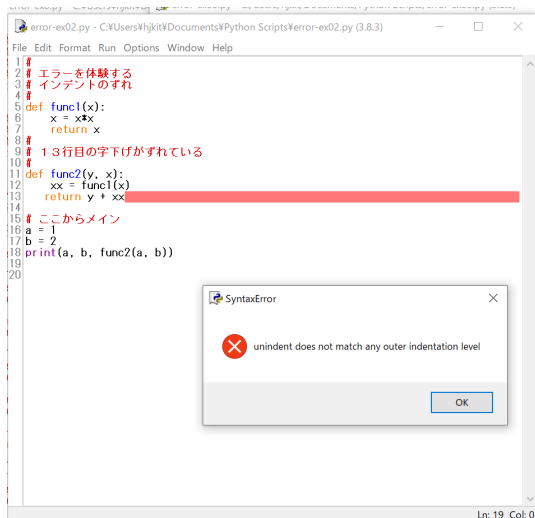 error-ex02.py - C:¥Users¥hjkit¥Documents¥Python Scripts¥error-ex02.py (3.8.3)
File Edit Format Run Options Window Help
1 #
2 # エラーを体験する
3 # インデントのずれ
4 #
5 def func1(x):
6     x = x*x
7     return x
8 #
9 # 13行目の字下げがずれている
10 #
11 def func2(y, x):
12     xx = func1(x)
13    return y + xx
14
15 # ここからメイン
16 a = 1
17 b = 2
18 print(a, b, func2(a, b))
19
20
SyntaxError
unindent does not match any outer indentation level
OK
Ln: 19 Col: 0